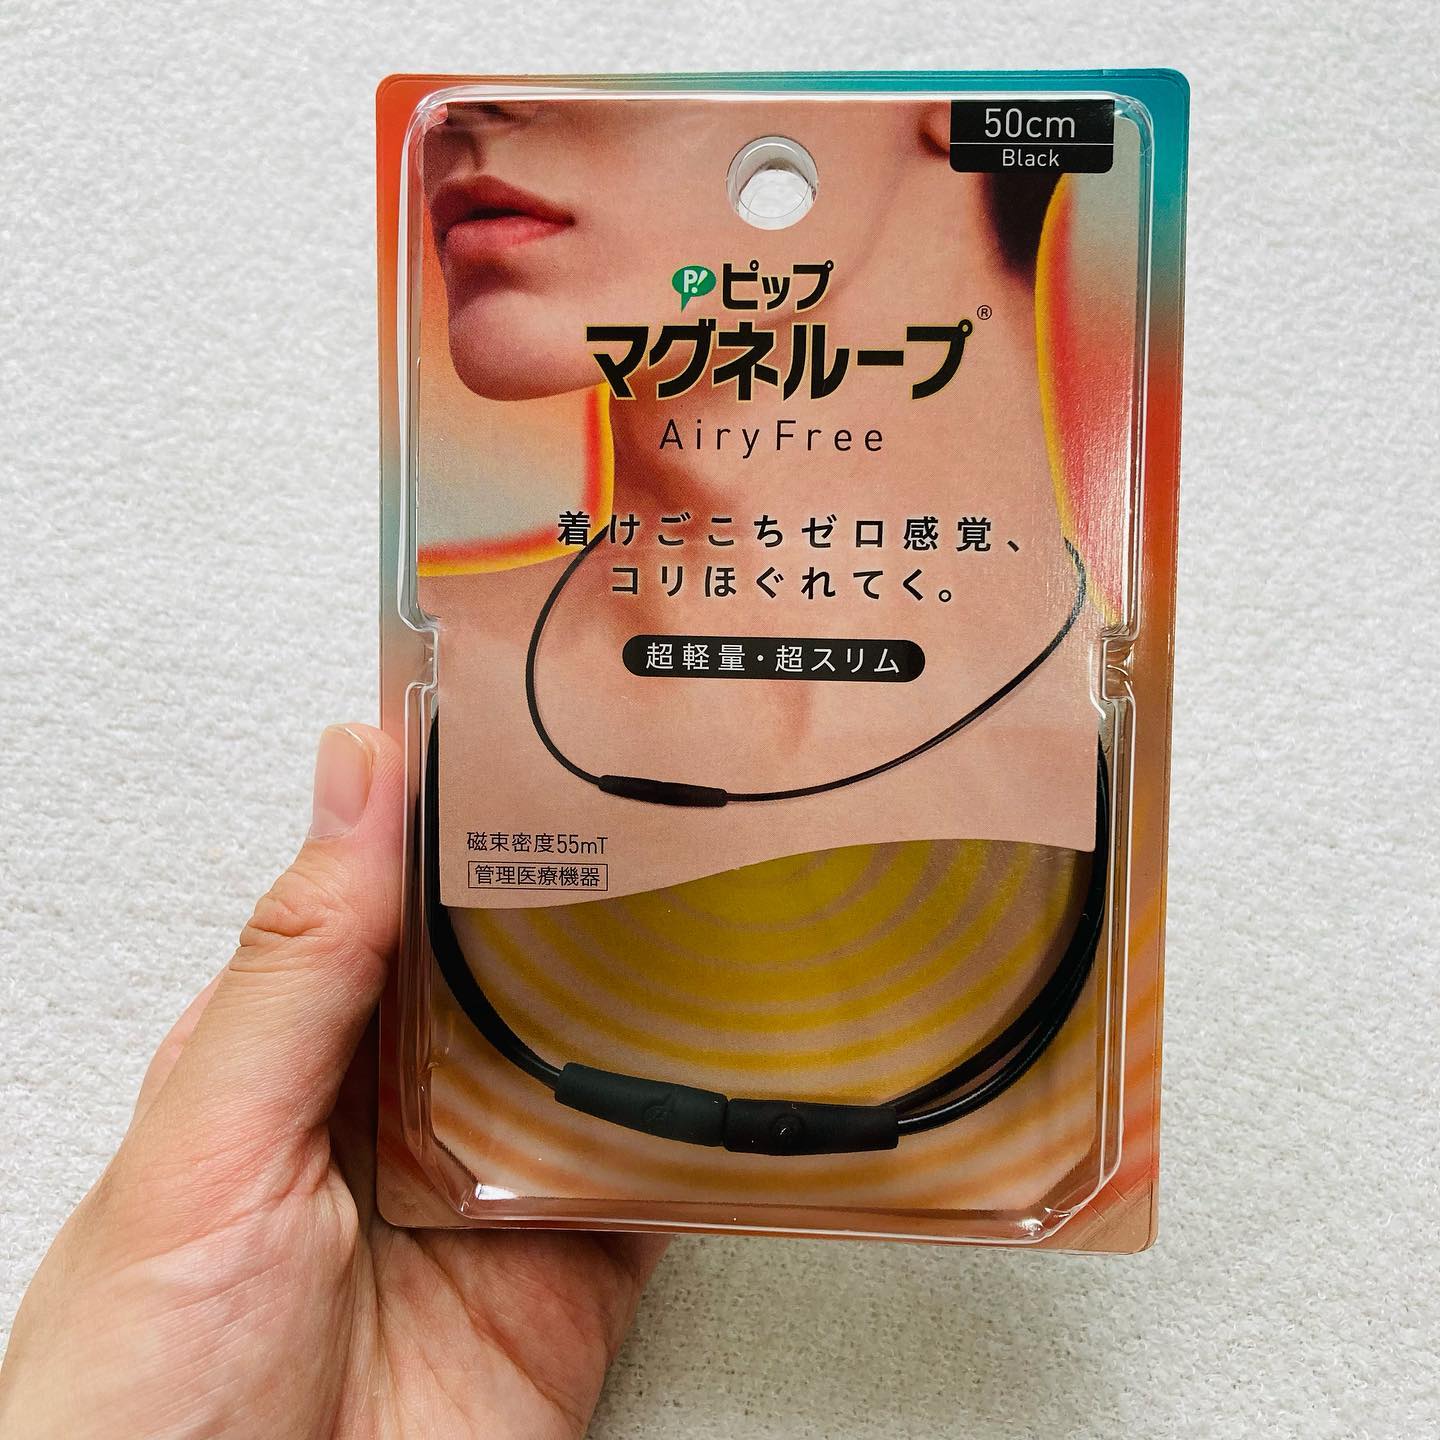 50cm
Black
P! ピップ
マグネループ®
AiryFree
着けごこちゼロ感覚、
コリほぐれてく。
超軽量・超スリム
磁束密度55mT
管理医療機器